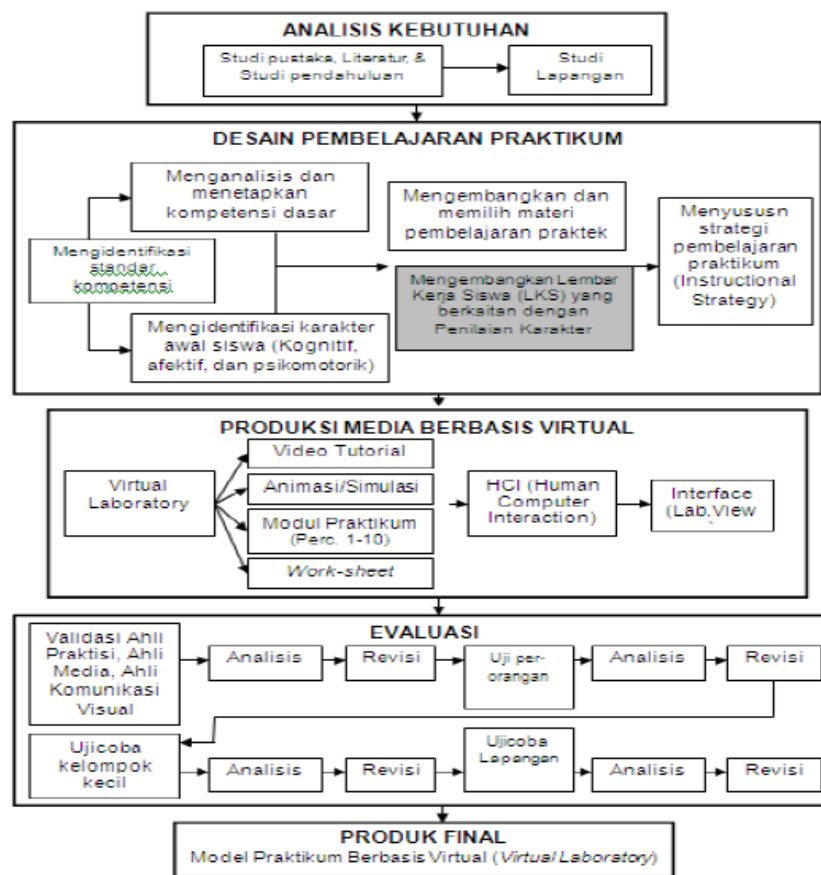 ANALISIS KEBUTUHAN
Studi pustaka, Literatur, &
Studi pendahuluan
Studi
Lapangan
DESAIN PEMBELAJARAN PRAKTIKUM
Mengidentifikasi
standar
kompetensi
Menganalisis dan
menetapkan
kompetensi dasar
Mengidentifikasi karakter
awal siswa (Kognitif,
afektif, dan psikomotorik)
Mengembangkan dan
memilih materi
pembelajaran praktek
Mengembangkan Lembar
Kerja Siswa (LKS) yang
berkaitan dengan
Penilaian Karakter
Menyususn
strategi
pembelajaran
praktikum
(Instructional
Strategy)
PRODUKSI MEDIA BERBASIS VIRTUAL
Virtual
Laboratory
Video Tutorial
Animasi/Simulasi
Modul Praktikum
(Perc. 1-10)
Work-sheet
HCI (Human
Computer
Interaction)
Interface
(Lab.View
)
EVALUASI
Validasi Ahli
Praktisi, Ahli
Media, Ahli
Komunikasi
Visual
Analisis
Revisi
Uji per-
orangan
Analisis
Revisi
Ujicoba
kelompok
kecil
Analisis
Revisi
Ujicoba
Lapangan
Analisis
Revisi
PRODUK FINAL
Model Praktikum Berbasis Virtual (Virtual Laboratory)